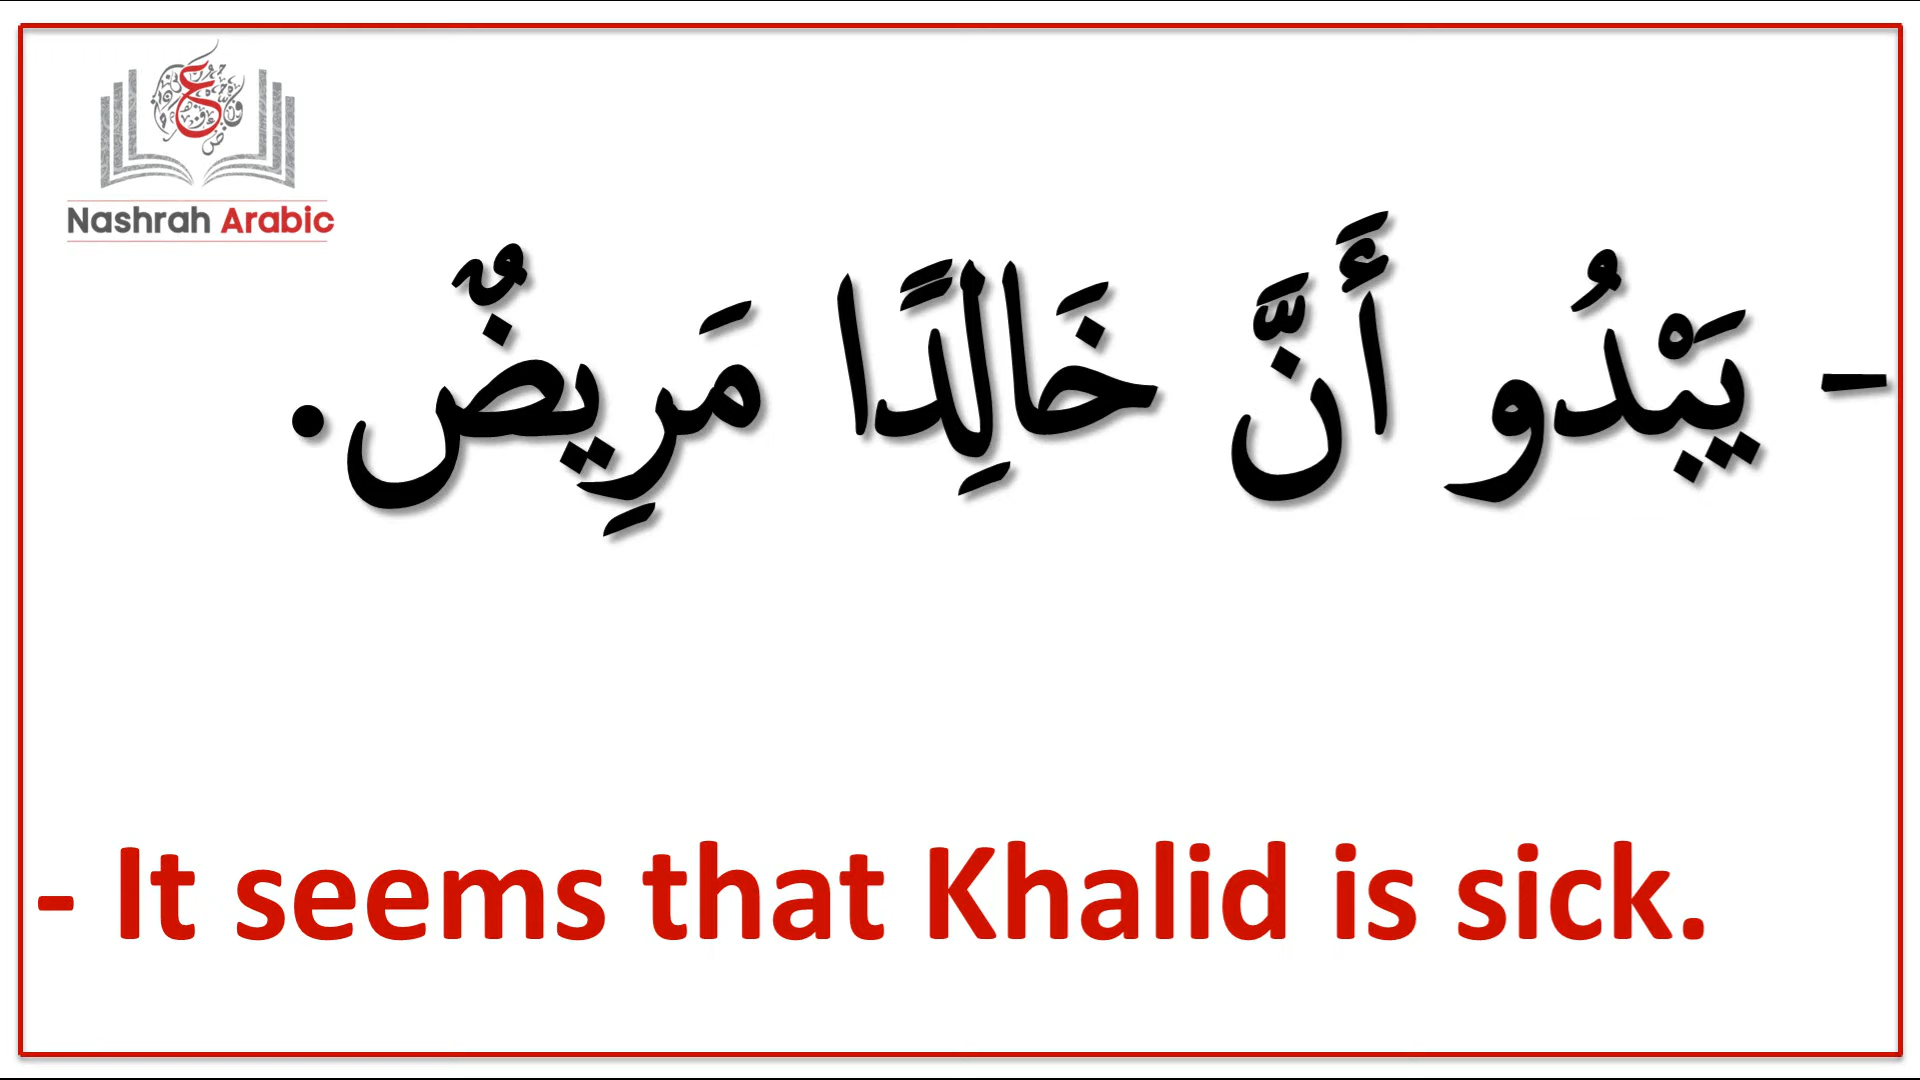 Nashrah Arabic
- يَبْدُو أَنَّ خَالِدًا مَرِيضٌ.
- It seems that Khalid is sick.